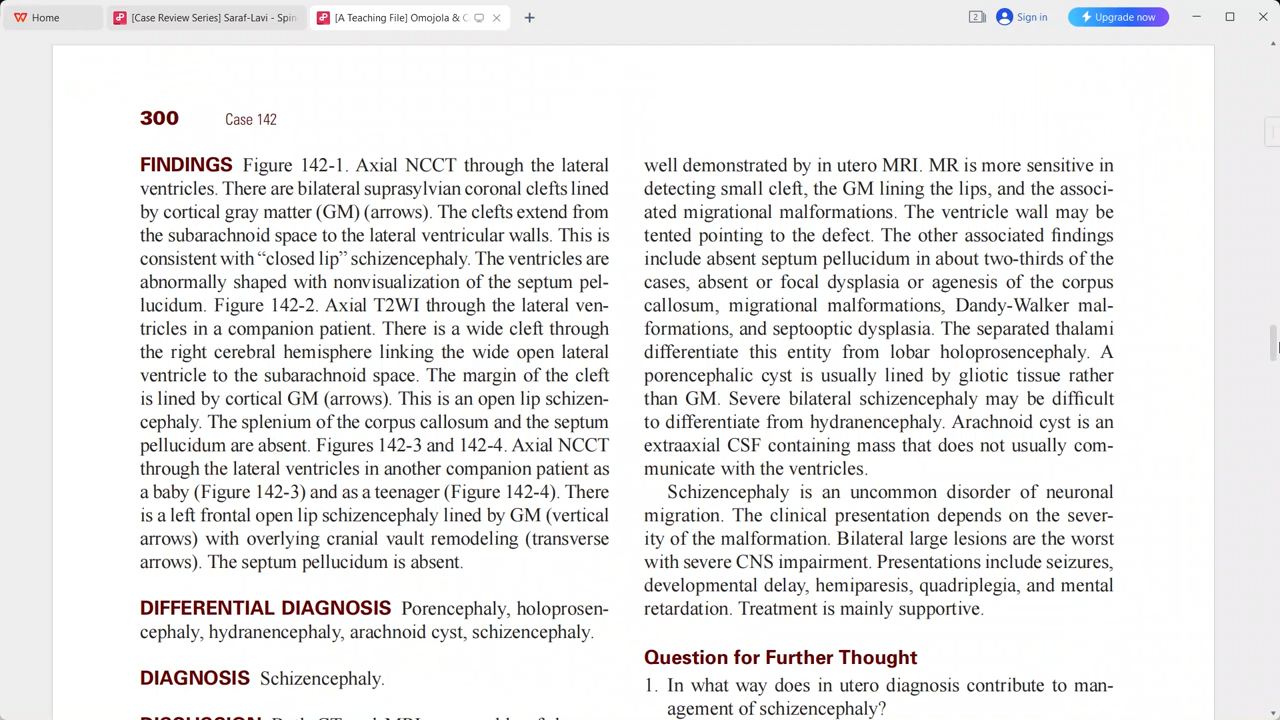 Home
[Case Review Series] Saraf-Lavi - Spin
[A Teaching File] Omojola & C
2
Sign in
Upgrade now
300 Case 142
FINDINGS Figure 142-1. Axial NCCT through the lateral
ventricles. There are bilateral suprasylvian coronal clefts lined
by cortical gray matter (GM) (arrows). The clefts extend from
the subarachnoid space to the lateral ventricular walls. This is
consistent with “closed lip” schizencephaly. The ventricles are
abnormally shaped with nonvisualization of the septum pel-
lucidum. Figure 142-2. Axial T2WI through the lateral ven-
tricles in a companion patient. There is a wide cleft through
the right cerebral hemisphere linking the wide open lateral
ventricle to the subarachnoid space. The margin of the cleft
is lined by cortical GM (arrows). This is an open lip schizen-
cephaly. The splenium of the corpus callosum and the septum
pellucidum are absent. Figures 142-3 and 142-4. Axial NCCT
through the lateral ventricles in another companion patient as
a baby (Figure 142-3) and as a teenager (Figure 142-4). There
is a left frontal open lip schizencephaly lined by GM (vertical
arrows) with overlying cranial vault remodeling (transverse
arrows). The septum pellucidum is absent.
DIFFERENTIAL DIAGNOSIS Porencephaly, holoprosen-
cephaly, hydranencephaly, arachnoid cyst, schizencephaly.
DIAGNOSIS Schizencephaly.
well demonstrated by in utero MRI. MR is more sensitive in
detecting small cleft, the GM lining the lips, and the associ-
ated migrational malformations. The ventricle wall may be
tented pointing to the defect. The other associated findings
include absent septum pellucidum in about two-thirds of the
cases, absent or focal dysplasia or agenesis of the corpus
callosum, migrational malformations, Dandy-Walker mal-
formations, and septooptic dysplasia. The separated thalami
differentiate this entity from lobar holoprosencephaly. A
porencephalic cyst is usually lined by gliotic tissue rather
than GM. Severe bilateral schizencephaly may be difficult
to differentiate from hydranencephaly. Arachnoid cyst is an
extraaxial CSF containing mass that does not usually com-
municate with the ventricles.
Schizencephaly is an uncommon disorder of neuronal
migration. The clinical presentation depends on the sever-
ity of the malformation. Bilateral large lesions are the worst
with severe CNS impairment. Presentations include seizures,
developmental delay, hemiparesis, quadriplegia, and mental
retardation. Treatment is mainly supportive.
Question for Further Thought
1. In what way does in utero diagnosis contribute to man-
agement of schizencephaly?